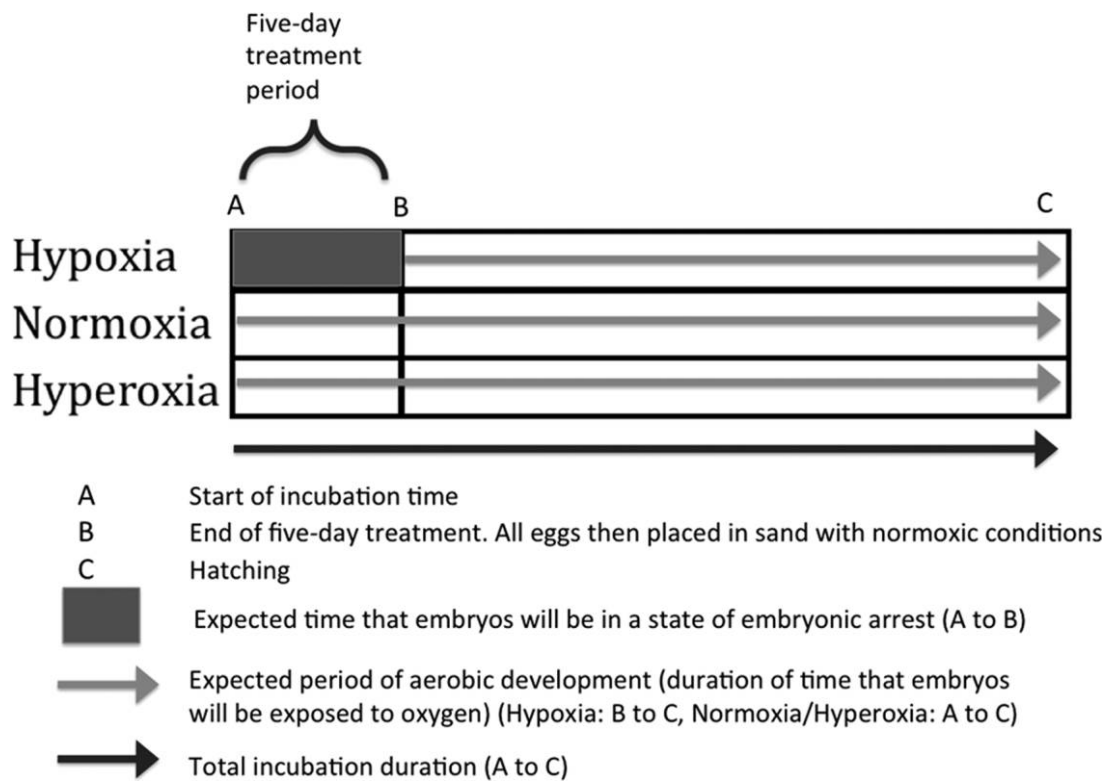 Five-day
treatment
period
A
B
C
Hypoxia
Normoxia
Hyperoxia
A Start of incubation time
B End of five-day treatment. All eggs then placed in sand with normoxic conditions
C Hatching
Expected time that embryos will be in a state of embryonic arrest (A to B)
Expected period of aerobic development (duration of time that embryos
will be exposed to oxygen) (Hypoxia: B to C, Normoxia/Hyperoxia: A to C)
Total incubation duration (A to C)